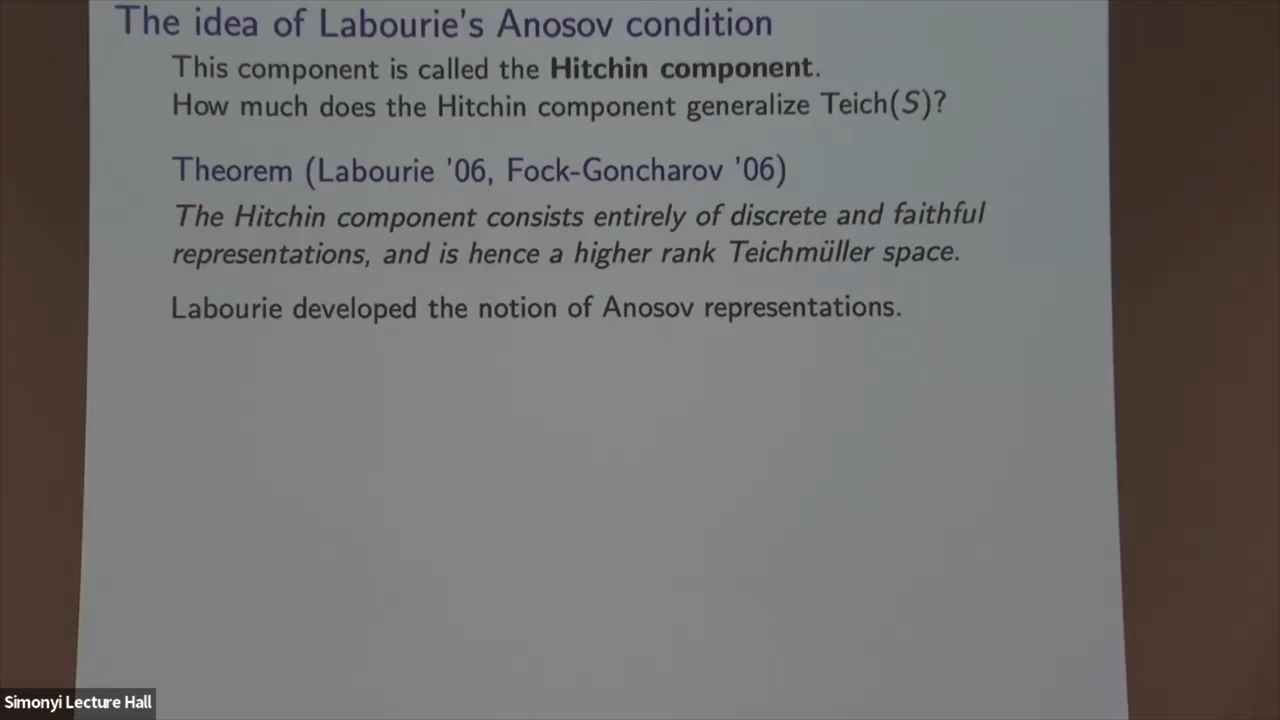 The idea of Labourie's Anosov condition
This component is called the Hitchin component.
How much does the Hitchin component generalize Teich(S)?
Theorem (Labourie '06, Fock-Goncharov '06)
The Hitchin component consists entirely of discrete and faithful
representations, and is hence a higher rank Teichmüller space.
Labourie developed the notion of Anosov representations.
Simonyi Lecture Hall